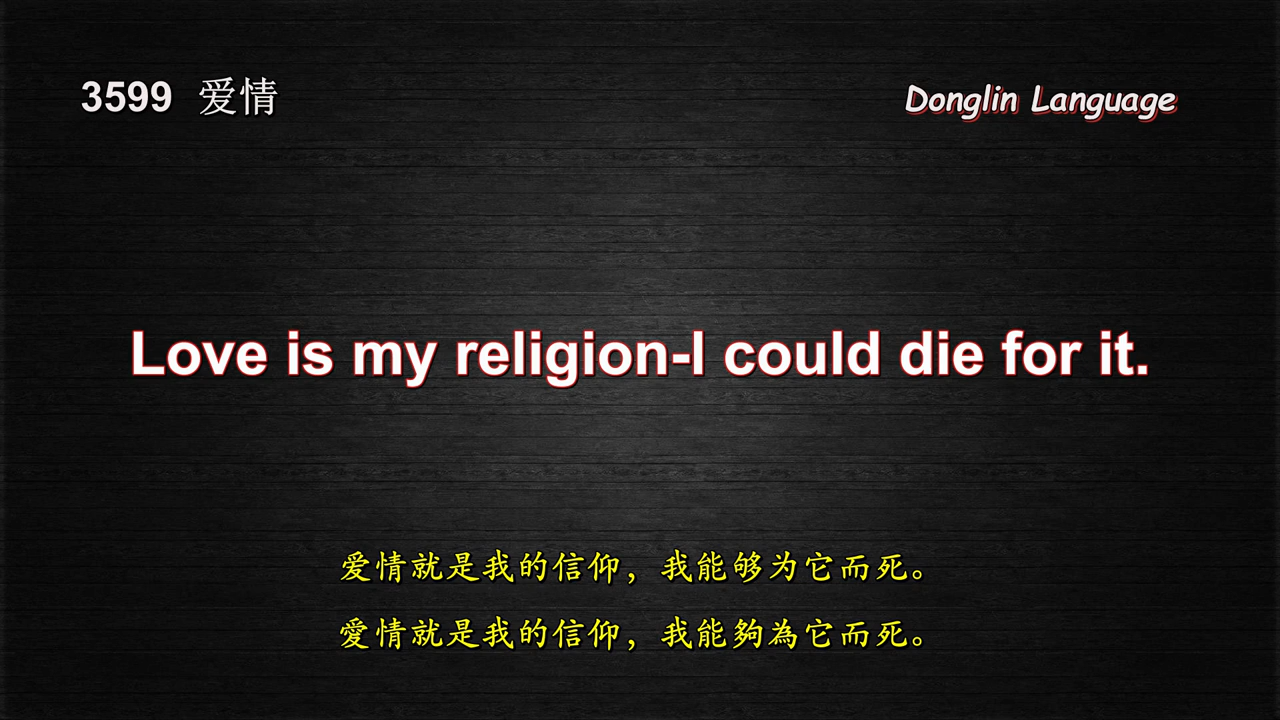 3599 爱情
Donglin Language
Love is my religion-I could die for it.
爱情就是我的信仰，我能够为它而死。
愛情就是我的信仰，我能夠為它而死。